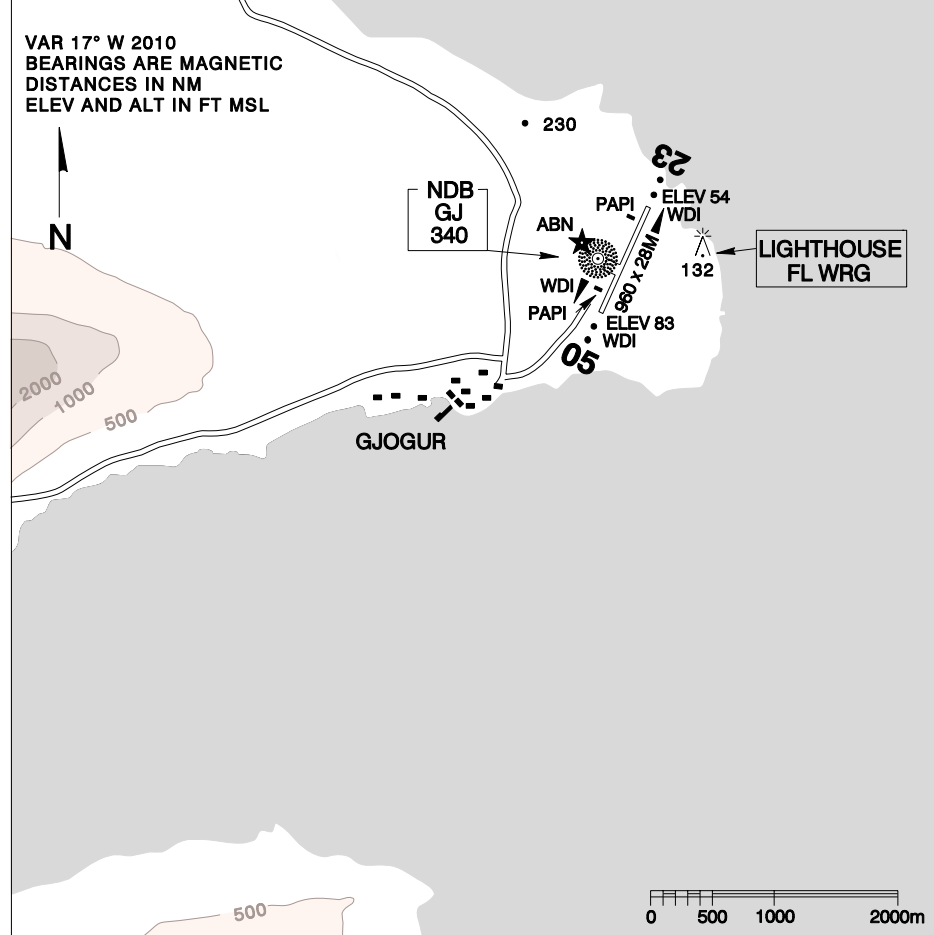 VAR 17° W 2010
BEARINGS ARE MAGNETIC
DISTANCES IN NM
ELEV AND ALT IN FT MSL
N
230
23
NDB
GJ
340
ABN
PAPI
ELEV 54
WDI
960 x 28M
132
LIGHTHOUSE
FL WRG
WDI
PAPI
ELEV 83
WDI
05
2000
1000
500
GJOGUR
500
0 500 1000 2000m